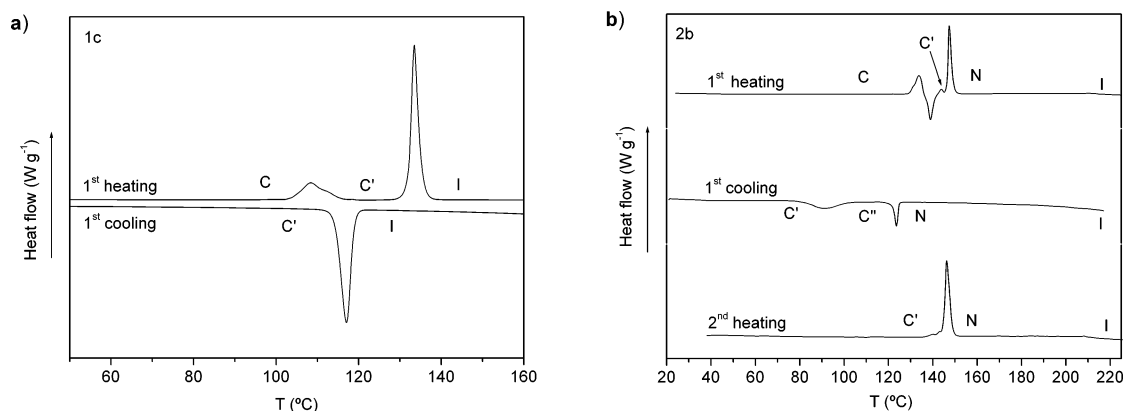 a)
1c
1st heating
C
C'
I
1st cooling
C'
I
Heat flow (W g-1)
60 80 100 120 140 160
T (ºC)
b)
2b
C'
1st heating
C
N
I
1st cooling
C'
C"
N
I
2nd heating
C'
N
I
Heat flow (W g-1)
20 40 60 80 100 120 140 160 180 200 220
T (ºC)